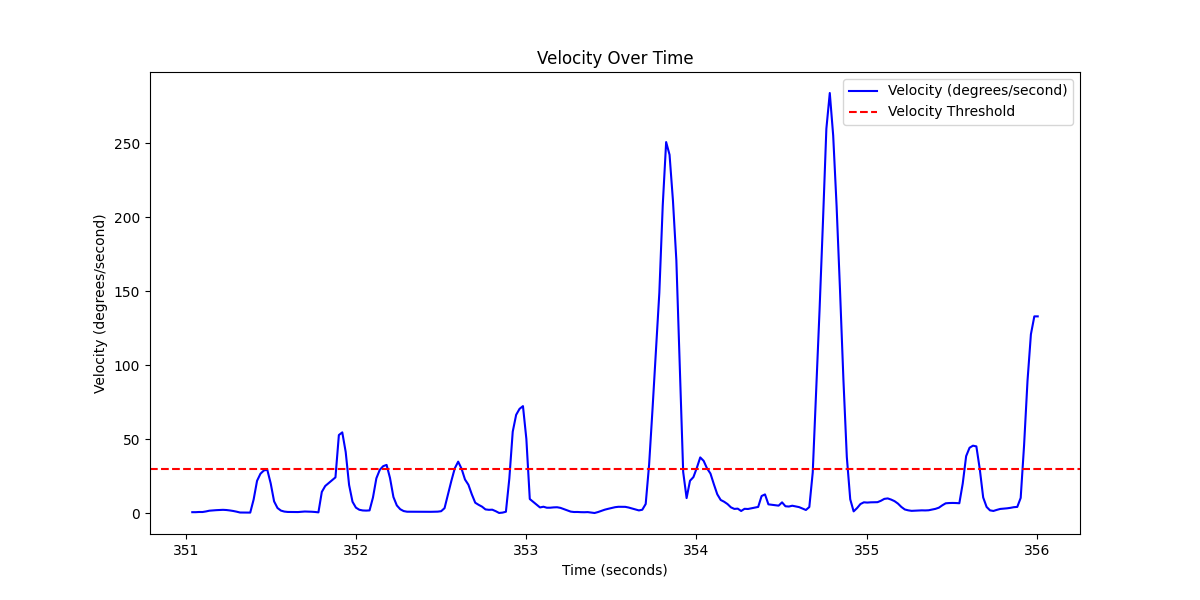 Velocity Over Time
Velocity (degrees/second)
Velocity Threshold
Velocity (degrees/second)
250
200
150
100
50
0
351 352 353 354 355 356
Time (seconds)